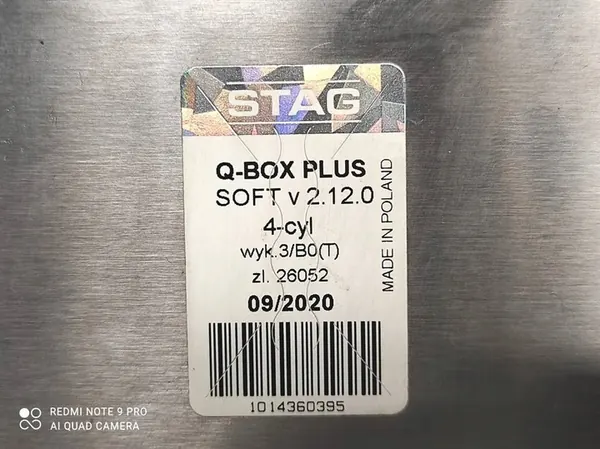 STAG
Q-BOX PLUS
SOFT v 2.12.0
4-cyl
wyk.3/B0(T)
zl. 26052
09/2020
MADE IN POLAND
1014360395
REDMI NOTE 9 PRO
AI QUAD CAMERA